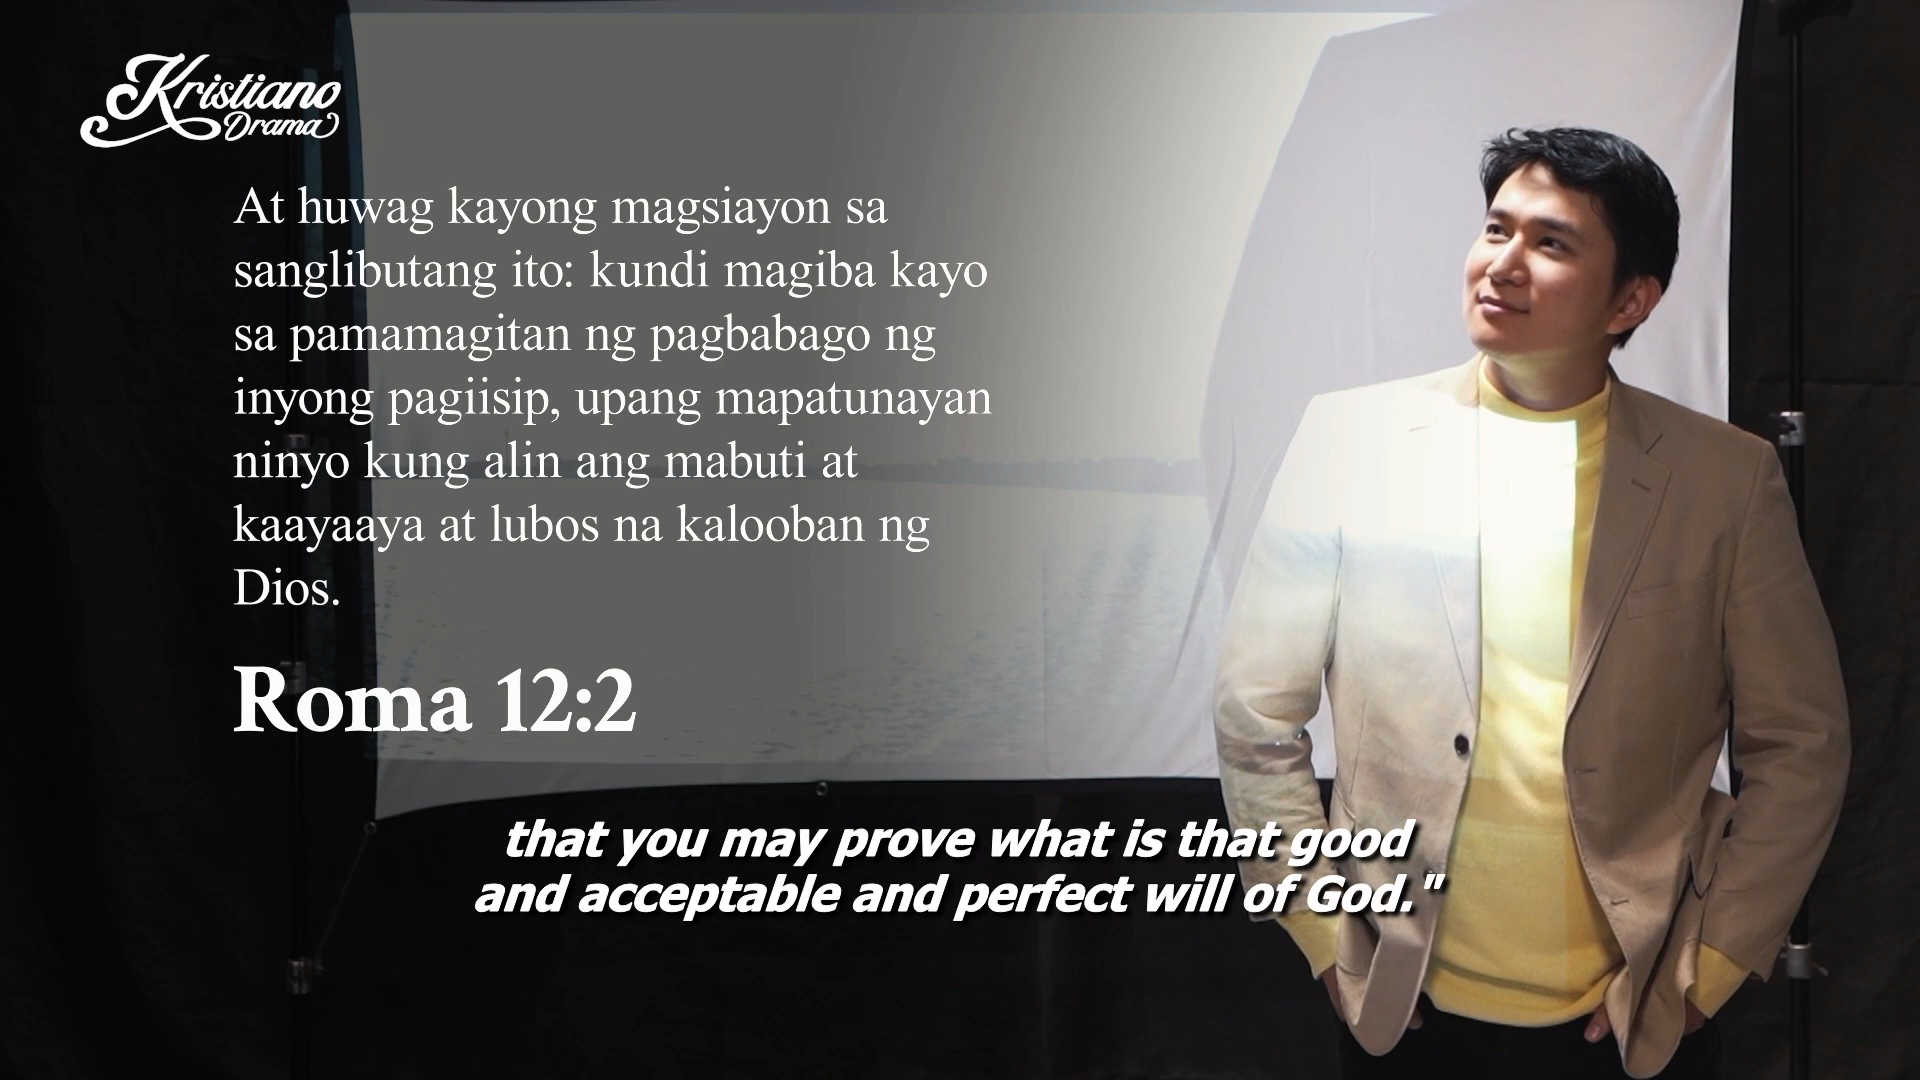 Kristiano
Drama
At huwag kayong magsiayon sa
sanglibutang ito: kundi magiba kayo
sa pamamagitan ng pagbabago ng
inyong pagiisip, upang mapatunayan
ninyo kung alin ang mabuti at
kaayaaya at lubos na kalooban ng
Dios.
Roma 12:2
that you may prove what is that good
and acceptable and perfect will of God."